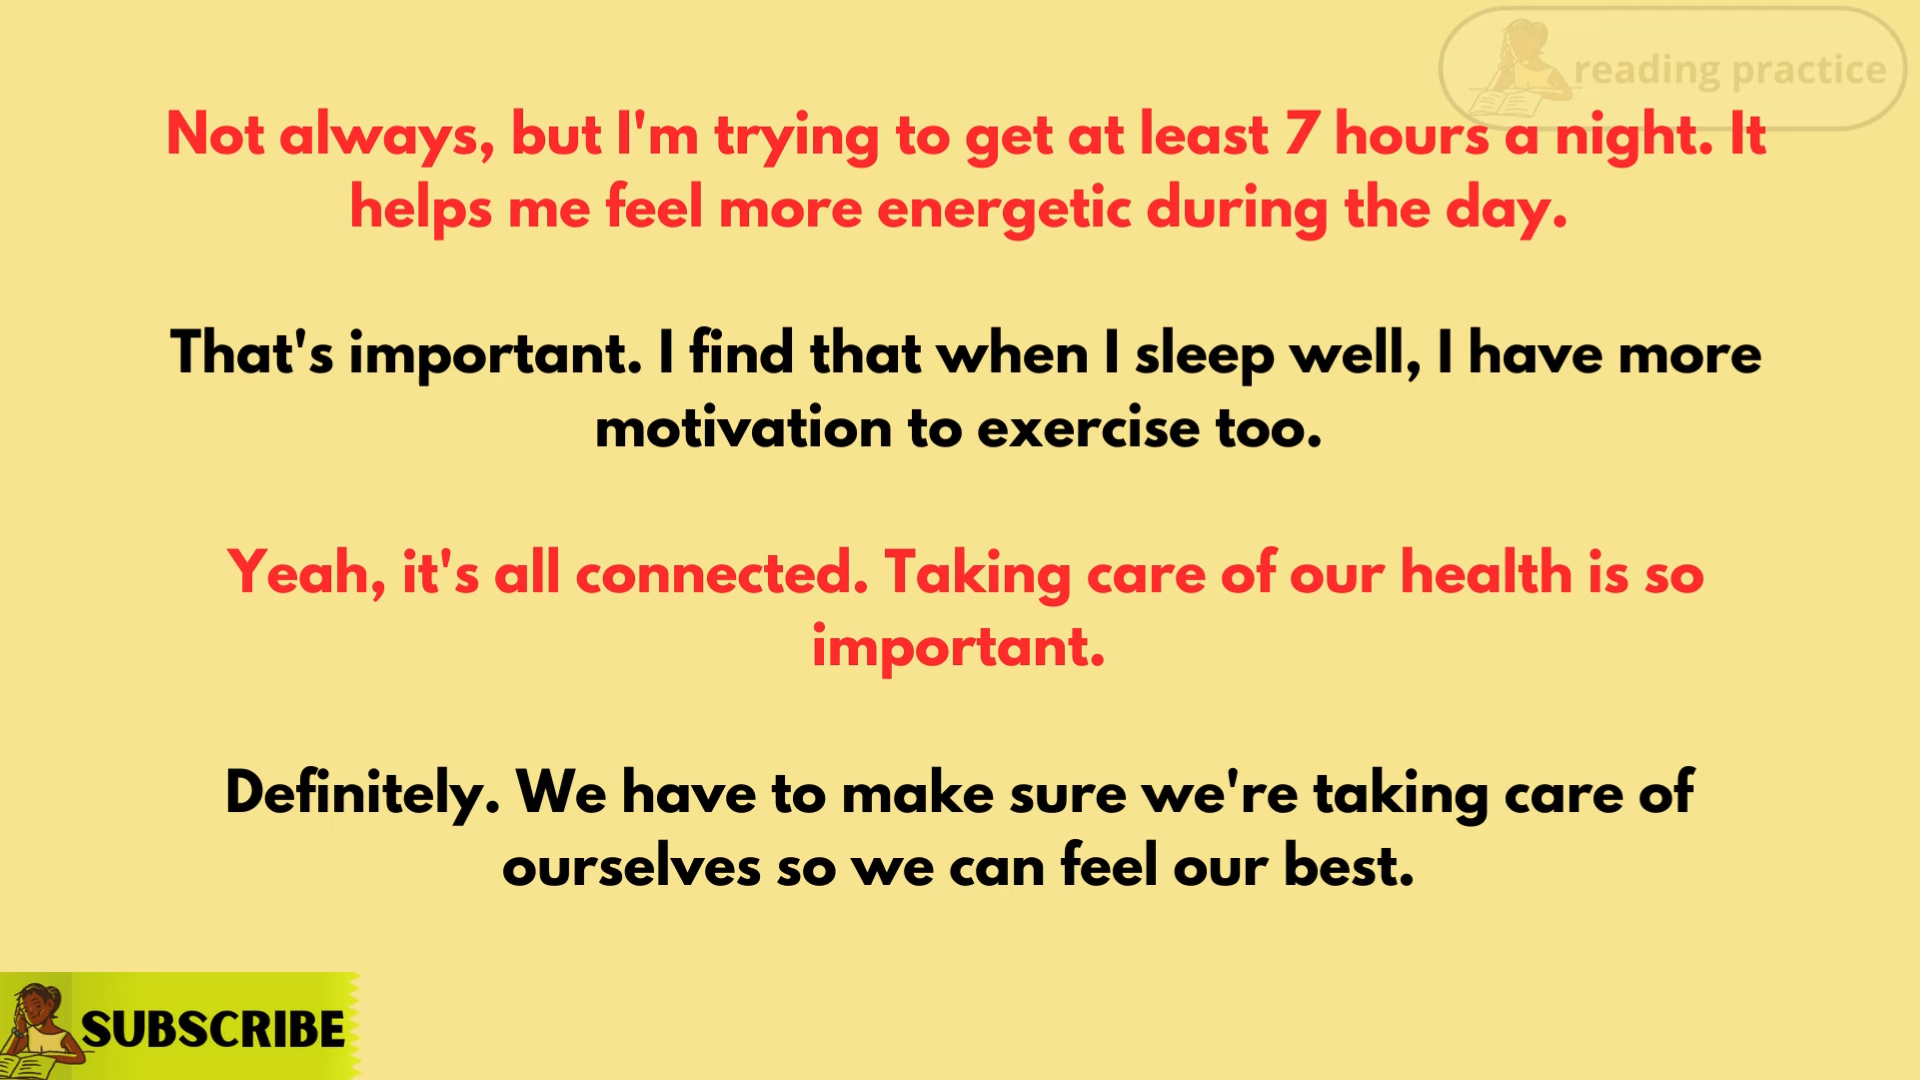 reading practice
Not always, but I'm trying to get at least 7 hours a night. It
helps me feel more energetic during the day.
That's important. I find that when I sleep well, I have more
motivation to exercise too.
Yeah, it's all connected. Taking care of our health is so
important.
Definitely. We have to make sure we're taking care of
ourselves so we can feel our best.
SUBSCRIBE